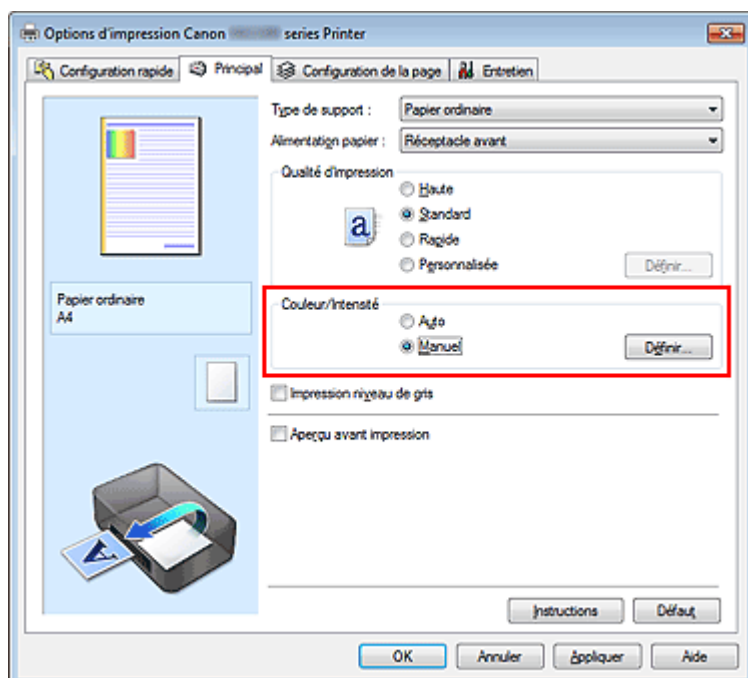 Options d'impression Canon series Printer
Configuration rapide Principal Configuration de la page Entretien
Type de support : Papier ordinaire
Alimentation papier : Réceptacle avant
Qualité d'impression
Haute
Standard
Rapide
Personnalisée Définir...
Papier ordinaire
A4
Couleur/Intensité
Auto
Manuel Définir...
Impression niveau de gris
Aperçu avant impression
Instructions Défaut
OK Annuler Appliquer Aide
a
A